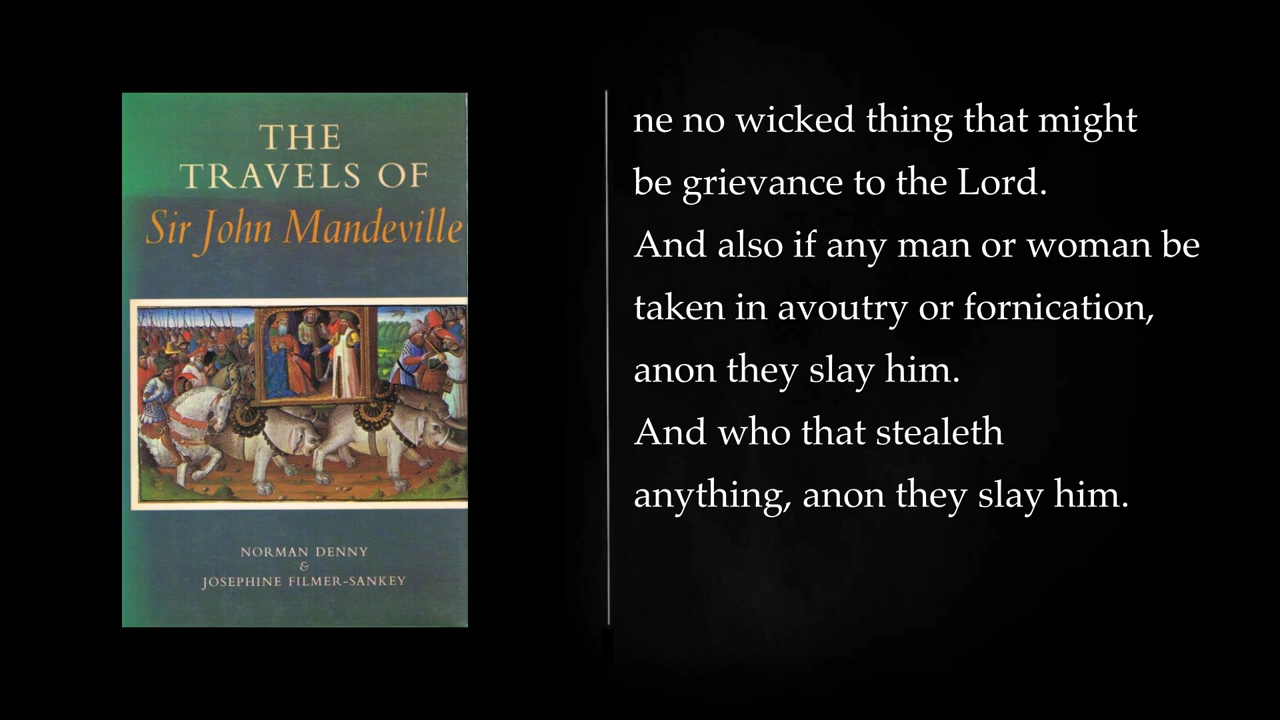 THE
TRAVELS OF
Sir John Mandeville
NORMAN DENNY
&
JOSEPHINE FILMER-SANKEY
ne no wicked thing that might
be grievance to the Lord.
And also if any man or woman be
taken in avoutry or fornication,
anon they slay him.
And who that stealeth
anything, anon they slay him.